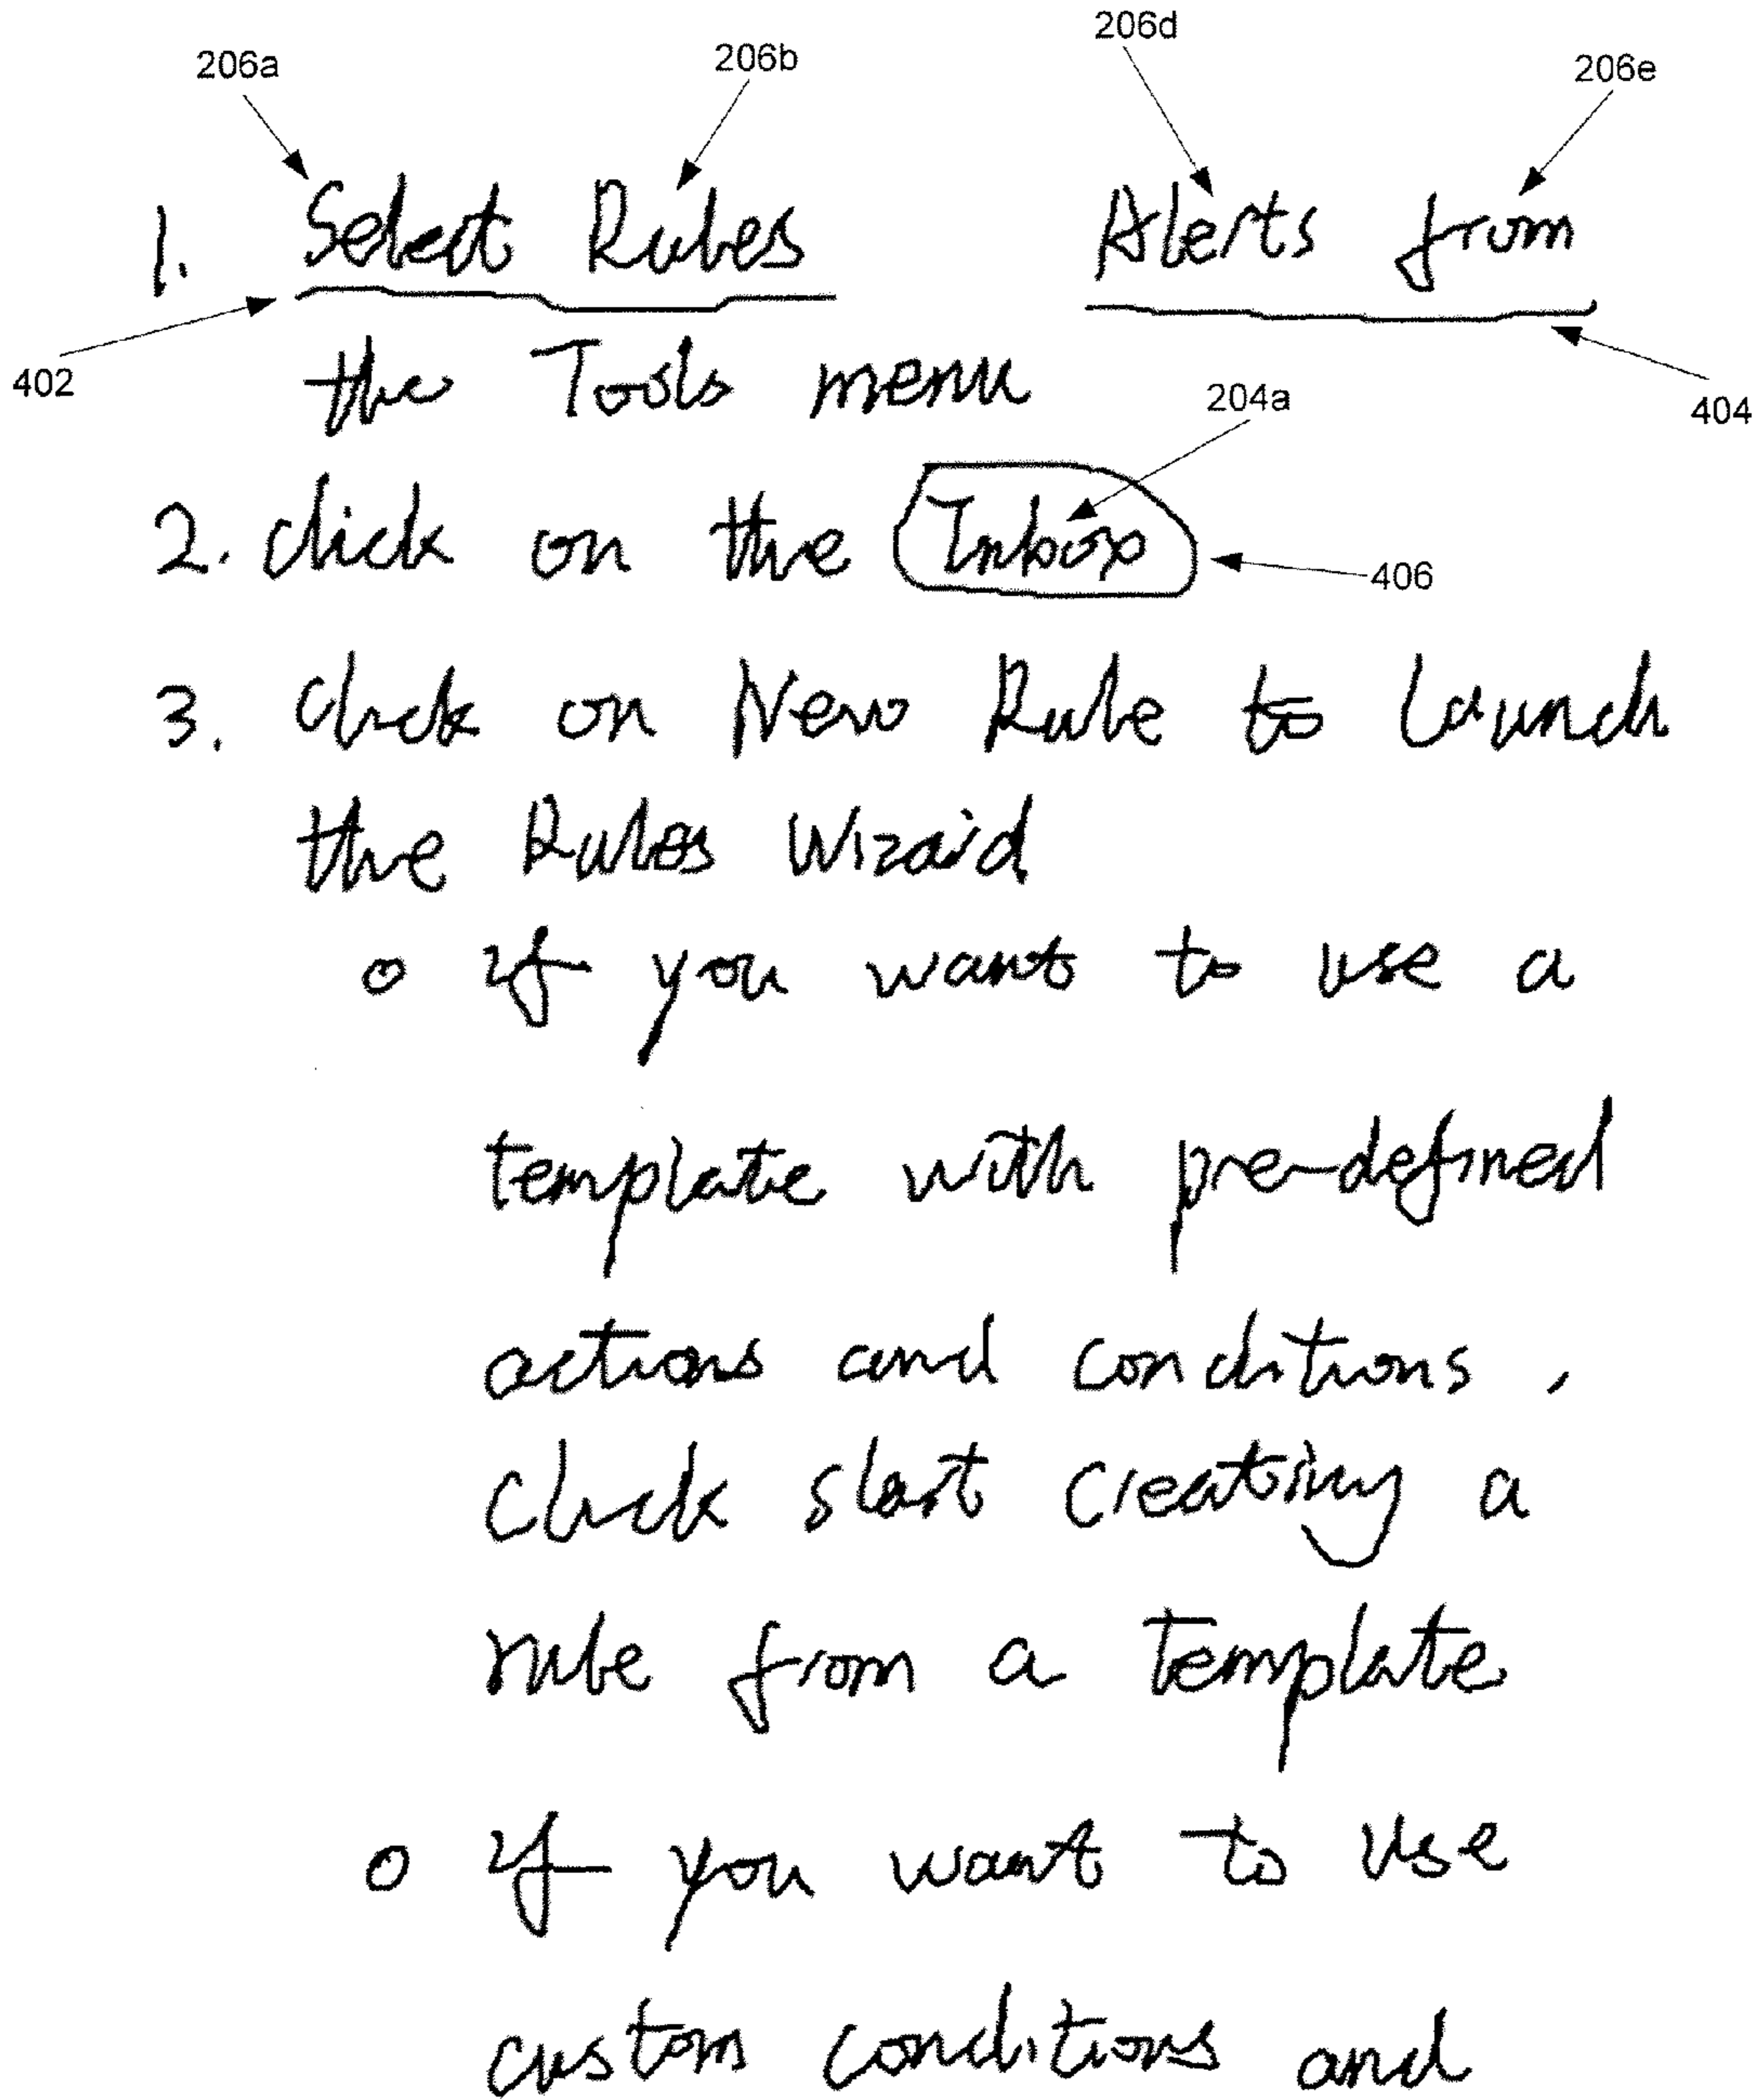 206a 206b 206d 206e
1. Select Rules Alerts from
402 404
the Tools menu
204a
2. click on the Inbox
406
3. click on New Rule to launch
the Rules Wizard
o if you want to use a
template with pre-defined
actions and conditions,
click start creating a
rule from a template
o if you want to use
custom conditions and